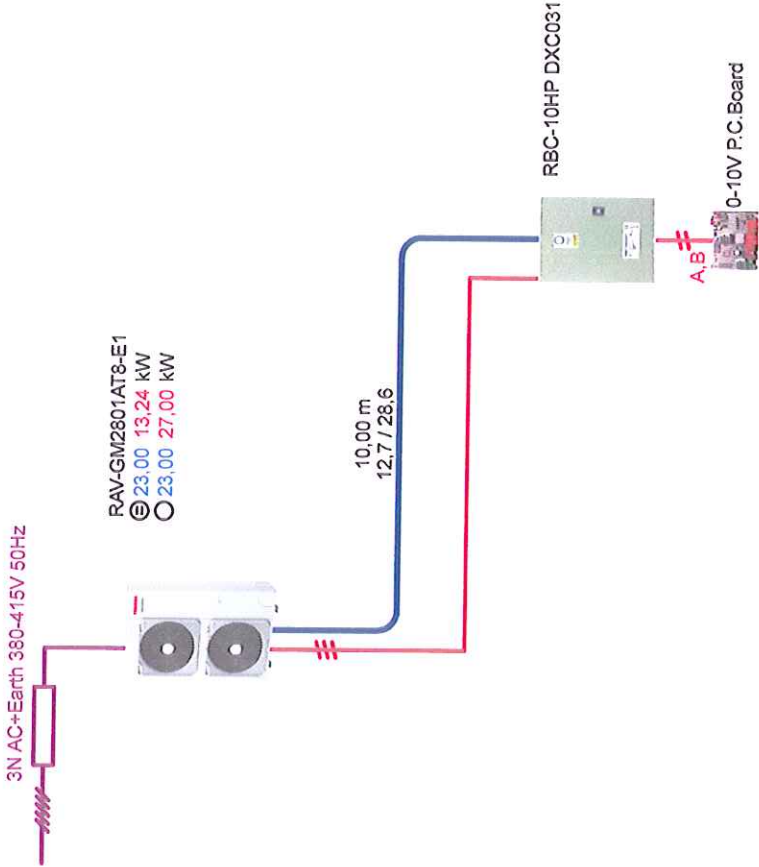 3N AC+Earth 380-415V 50Hz
RAV-GM2801AT8-E1
23,00 13,24 kW
23,00 27,00 kW
10,00 m
12,7 / 28,6
RBC-10HP DXC031
A,B
0-10V P.C.Board